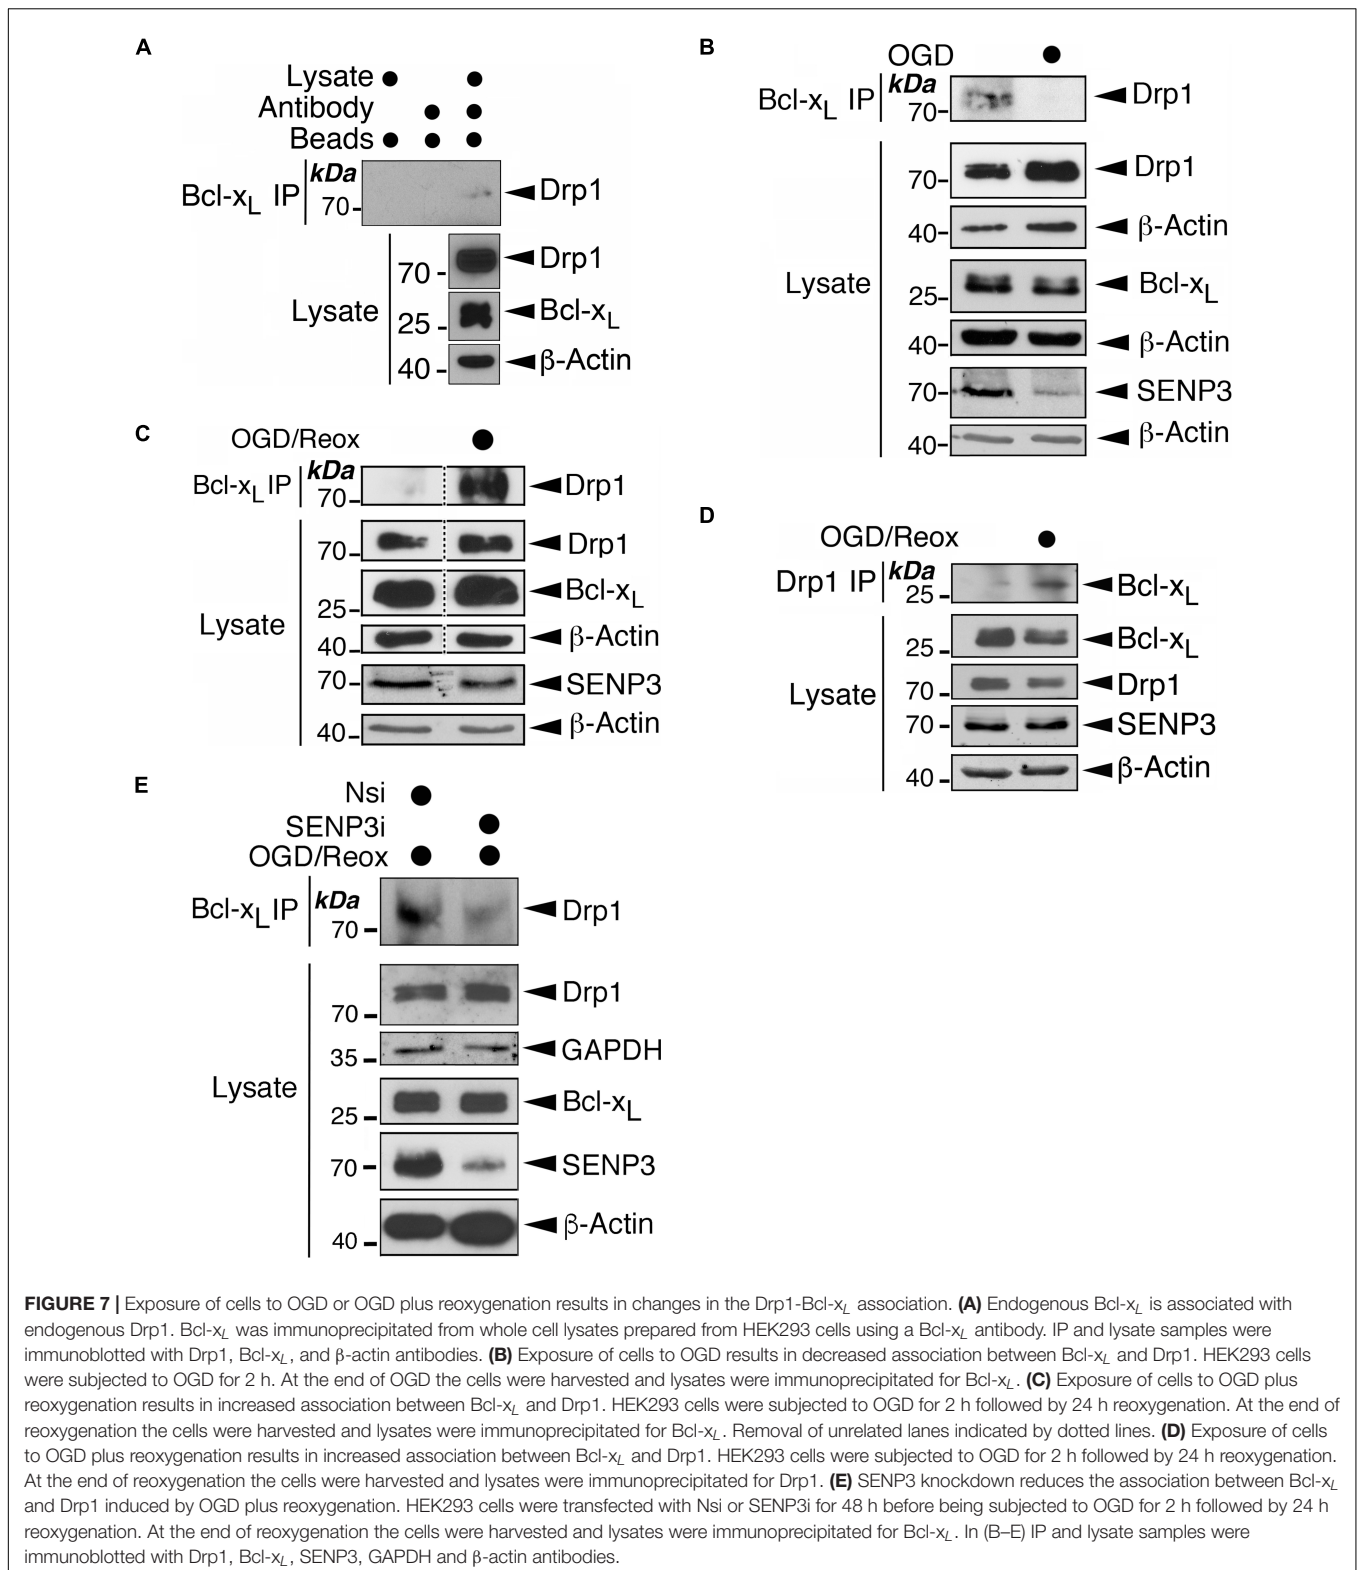 A
Lysate
Antibody
Beads
Bcl-xL IP
kDa
70
Drp1
Lysate
70
Drp1
25
Bcl-xL
40
β-Actin
B
OGD
Bcl-xL IP
kDa
70
Drp1
Lysate
70
Drp1
40
β-Actin
25
Bcl-xL
40
β-Actin
70
SENP3
40
β-Actin
C
OGD/Reox
Bcl-xL IP
kDa
70
Drp1
Lysate
70
Drp1
25
Bcl-xL
40
β-Actin
70
SENP3
40
β-Actin
D
OGD/Reox
Drp1 IP
kDa
25
Bcl-xL
Lysate
25
Bcl-xL
70
Drp1
70
SENP3
40
β-Actin
E
Nsi
SENP3i
OGD/Reox
Bcl-xL IP
kDa
70
Drp1
Lysate
70
Drp1
35
GAPDH
25
Bcl-xL
70
SENP3
40
β-Actin
FIGURE 7 | Exposure of cells to OGD or OGD plus reoxygenation results in changes in the Drp1-Bcl-xL association. (A) Endogenous Bcl-xL is associated with
endogenous Drp1. Bcl-xL was immunoprecipitated from whole cell lysates prepared from HEK293 cells using a Bcl-xL antibody. IP and lysate samples were
immunoblotted with Drp1, Bcl-xL, and β-actin antibodies. (B) Exposure of cells to OGD results in decreased association between Bcl-xL and Drp1. HEK293 cells
were subjected to OGD for 2 h. At the end of OGD the cells were harvested and lysates were immunoprecipitated for Bcl-xL. (C) Exposure of cells to OGD plus
reoxygenation results in increased association between Bcl-xL and Drp1. HEK293 cells were subjected to OGD for 2 h followed by 24 h reoxygenation. At the end of
reoxygenation the cells were harvested and lysates were immunoprecipitated for Bcl-xL. Removal of unrelated lanes indicated by dotted lines. (D) Exposure of cells
to OGD plus reoxygenation results in increased association between Bcl-xL and Drp1. HEK293 cells were subjected to OGD for 2 h followed by 24 h reoxygenation.
At the end of reoxygenation the cells were harvested and lysates were immunoprecipitated for Drp1. (E) SENP3 knockdown reduces the association between Bcl-xL
and Drp1 induced by OGD plus reoxygenation. HEK293 cells were transfected with Nsi or SENP3i for 48 h before being subjected to OGD for 2 h followed by 24 h
reoxygenation. At the end of reoxygenation the cells were harvested and lysates were immunoprecipitated for Bcl-xL. In (B–E) IP and lysate samples were
immunoblotted with Drp1, Bcl-xL, SENP3, GAPDH and β-actin antibodies.